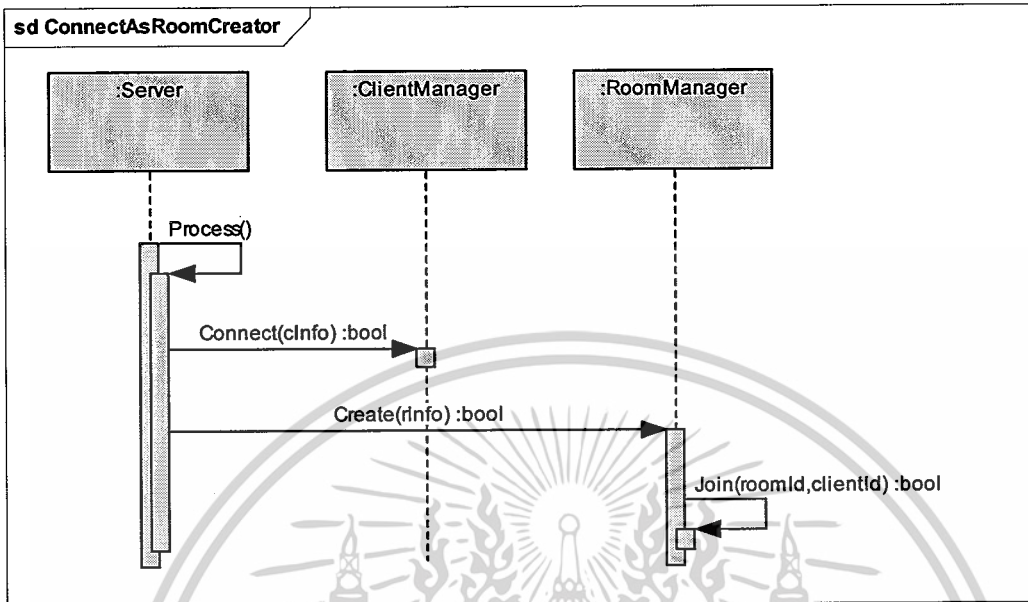 sd ConnectAsRoomCreator
:Server
:ClientManager
:RoomManager
Process()
Connect(cInfo) :bool
Create(rInfo) :bool
Join(roomId,clientId) :bool